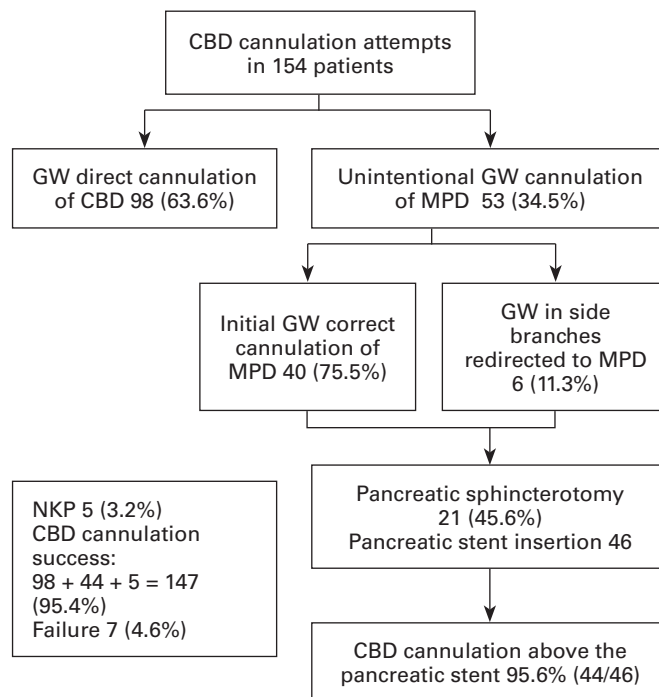 CBD cannulation attempts
in 154 patients
GW direct cannulation
of CBD 98 (63.6%)
Unintentional GW cannulation
of MPD 53 (34.5%)
Initial GW correct
cannulation of
MPD 40 (75.5%)
GW in side
branches
redirected to MPD
6 (11.3%)
NKP 5 (3.2%)
CBD cannulation
success:
98 + 44 + 5 = 147
(95.4%)
Failure 7 (4.6%)
Pancreatic sphincterotomy
21 (45.6%)
Pancreatic stent insertion 46
CBD cannulation above the
pancreatic stent 95.6% (44/46)